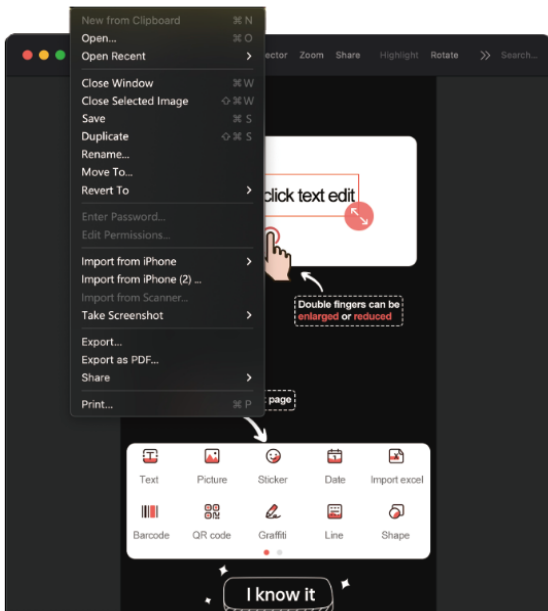 New from Clipboard ⌘ N
Open... ⌘ O
Open Recent
Close Window ⌘ W
Close Selected Image ⇧ ⌘ W
Save ⌘ S
Duplicate ⇧ ⌘ S
Rename...
Move To...
Revert To
Enter Password...
Edit Permissions...
Import from iPhone
Import from iPhone (2) ...
Import from Scanner...
Take Screenshot
Export...
Export as PDF...
Share
Print... ⌘ P
ector Zoom Share Highlight Rotate Search...
click text edit
Double fingers can be
enlarged or reduced
page
Text Picture Sticker Date Import excel
Barcode QR code Graffiti Line Shape
I know it